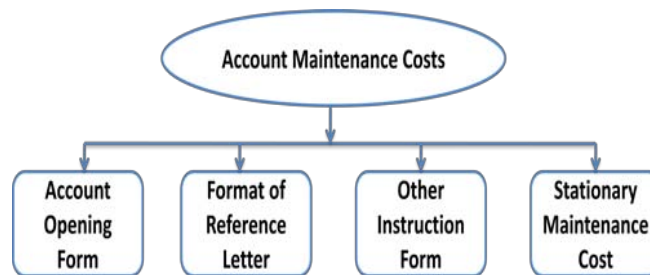 Account Maintenance Costs
Account
Opening
Form
Format of
Reference
Letter
Other
Instruction
Form
Stationary
Maintenance
Cost